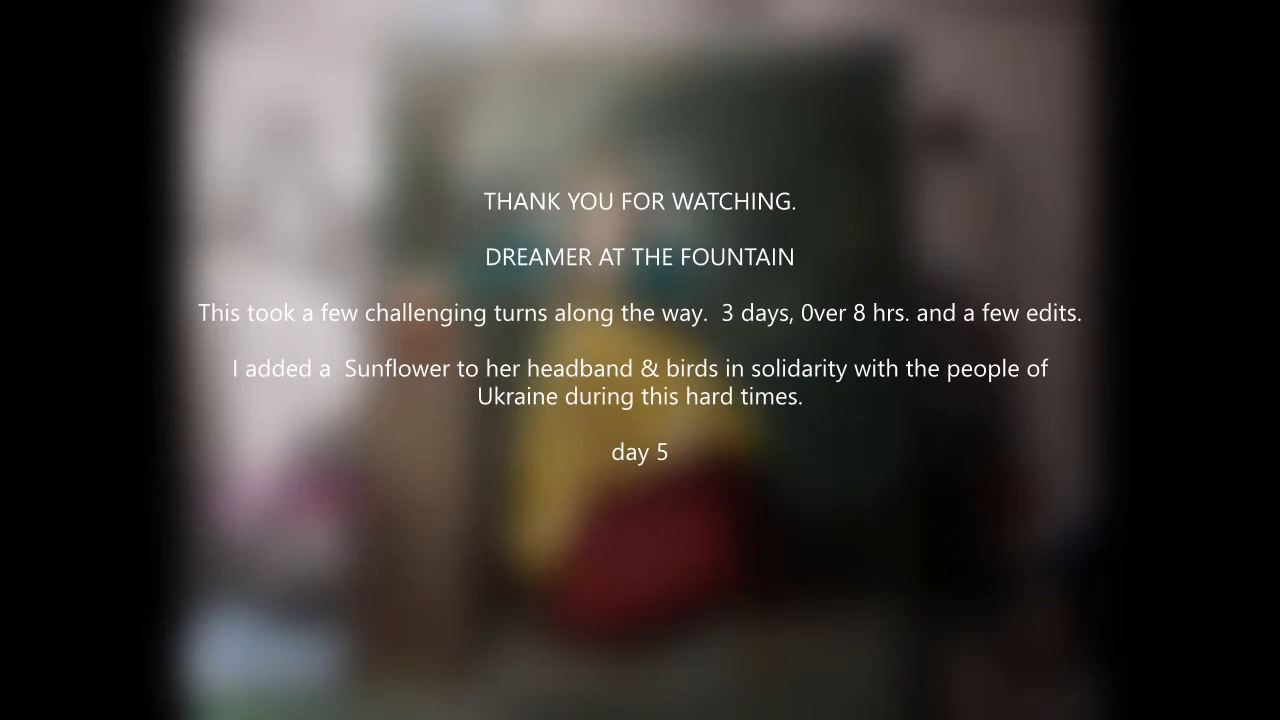 THANK YOU FOR WATCHING.
DREAMER AT THE FOUNTAIN
This took a few challenging turns along the way.  3 days, 0ver 8 hrs. and a few edits.
I added a  Sunflower to her headband & birds in solidarity with the people of
Ukraine during this hard times.
day 5